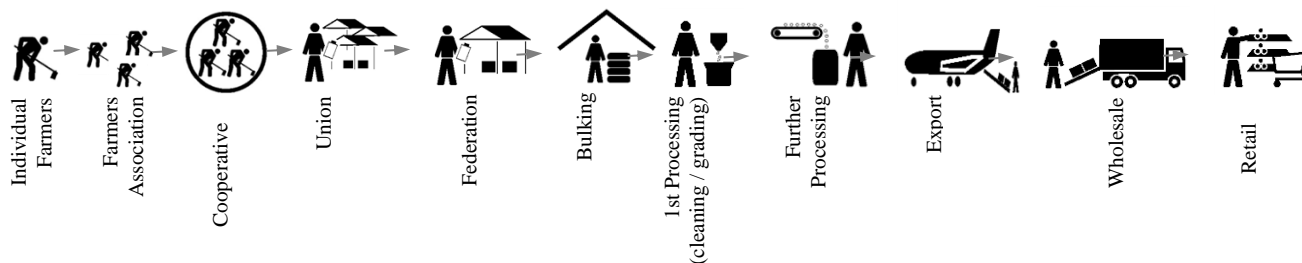 Individual
Farmers
Farmers
Association
Cooperative
Union
Federation
Bulking
1st Processing
(cleaning / grading)
Further
Processing
Export
Wholesale
Retail